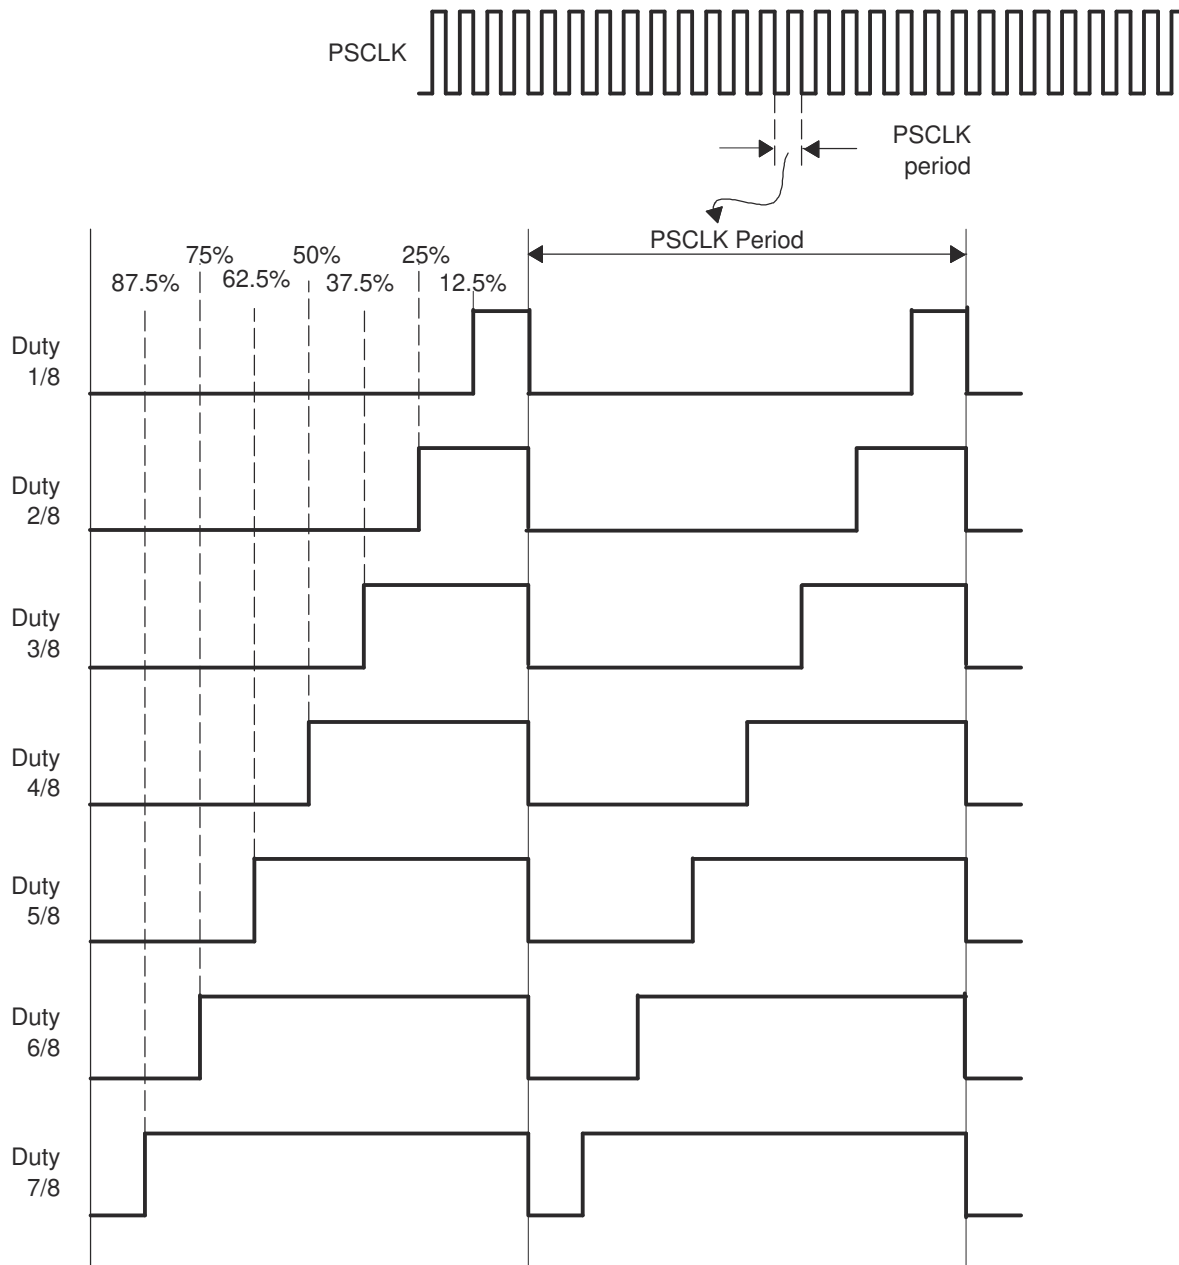 PSCLK
PSCLK
period
PSCLK Period
75%
50%
25%
87.5%
62.5%
37.5%
12.5%
Duty
1/8
Duty
2/8
Duty
3/8
Duty
4/8
Duty
5/8
Duty
6/8
Duty
7/8